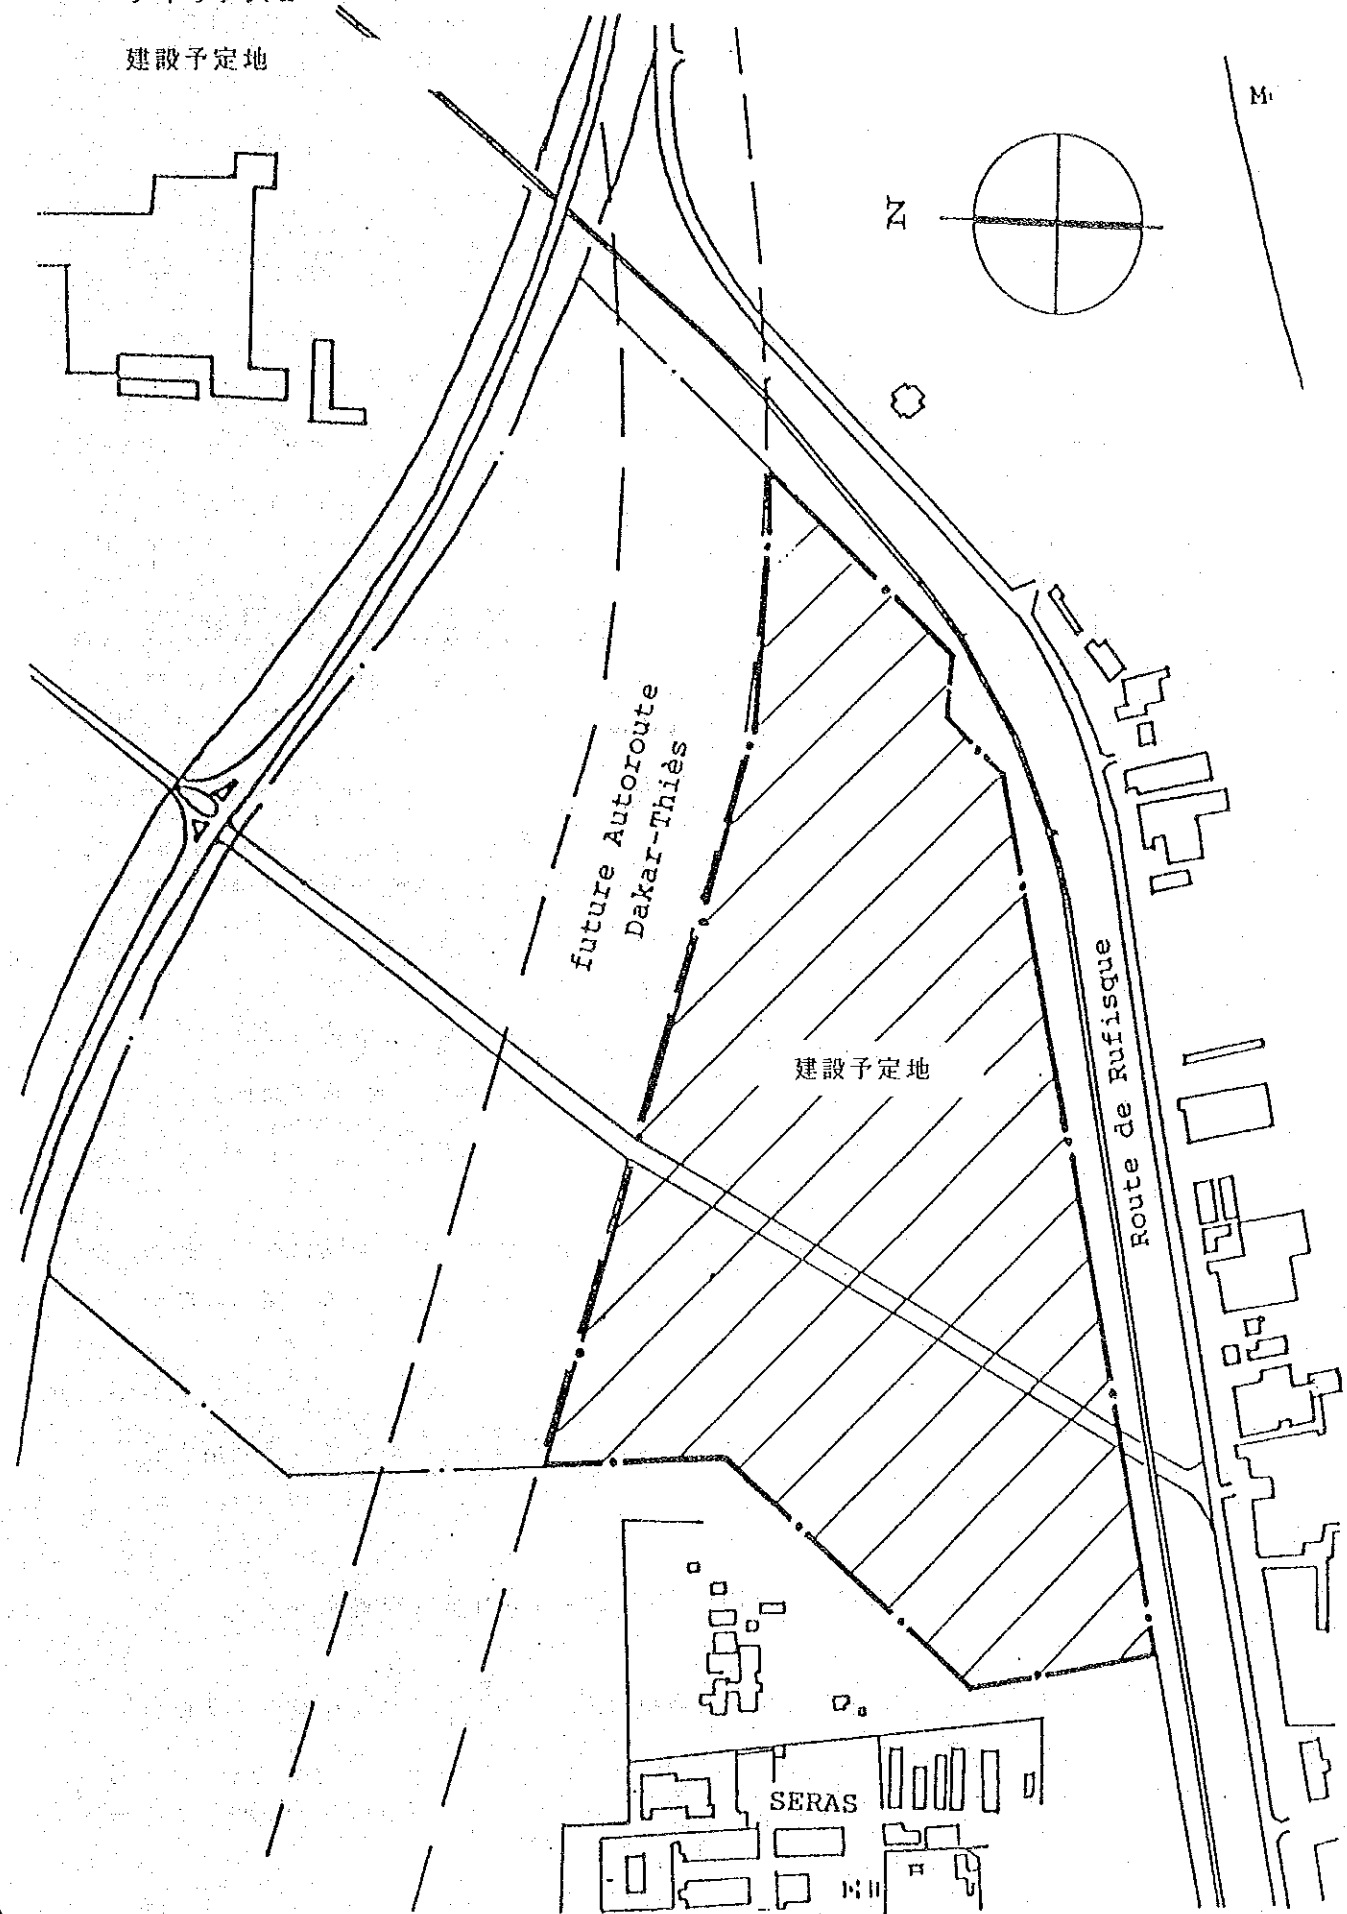 建設予定地
N
future Autoroute
Dakar-Thiès
建設予定地
Route de Rufisque
SERAS